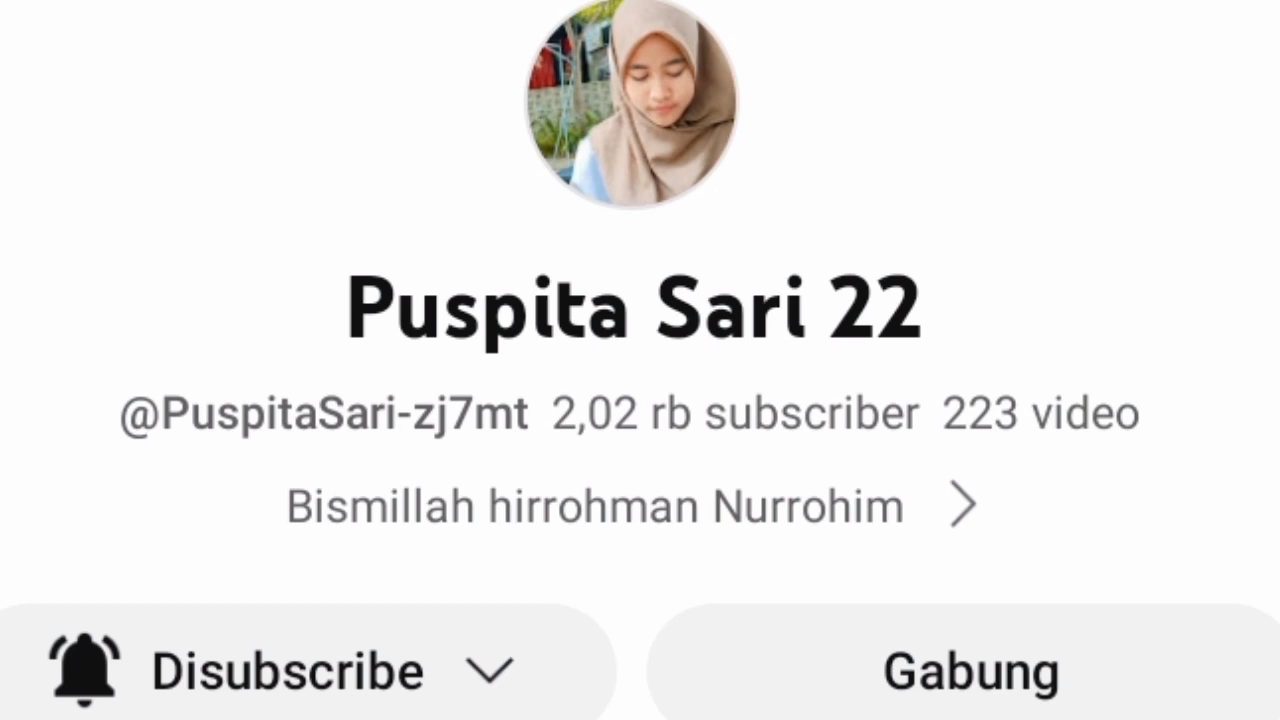 Puspita Sari 22
@PuspitaSari-zj7mt 2,02 rb subscriber 223 video
Bismillah hirrohman Nurrohim
Disubscribe Gabung